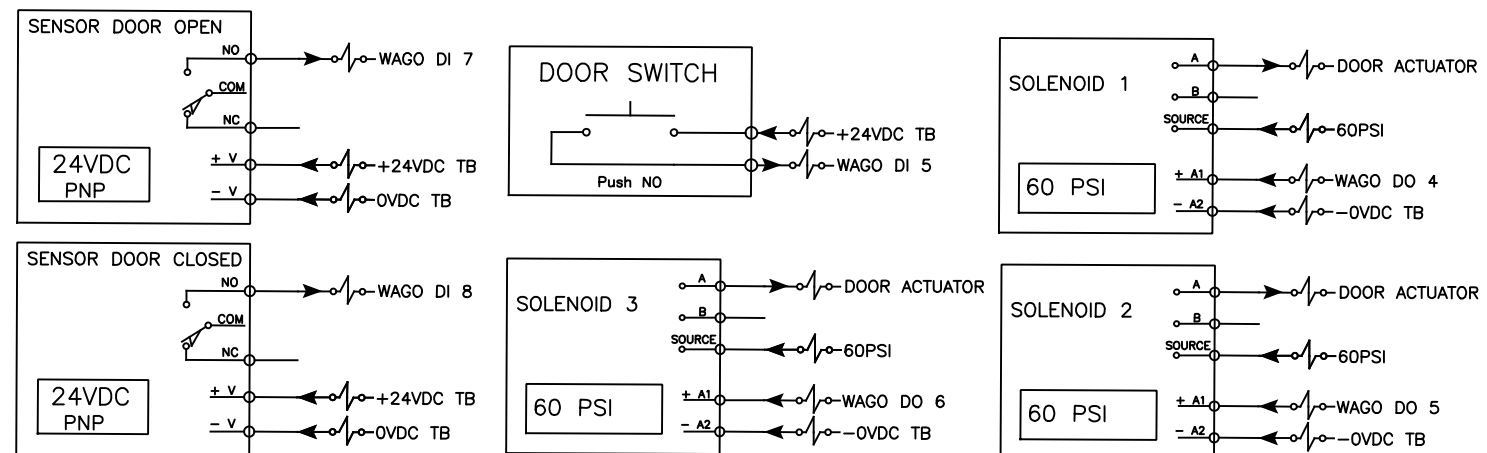 SENSOR DOOR OPEN
NO
WAGO DI 7
COM
NC
24VDC
PNP
+ V
+24VDC TB
- V
0VDC TB
DOOR SWITCH
+24VDC TB
WAGO DI 5
Push NO
SOLENOID 1
A
DOOR ACTUATOR
B
SOURCE
60PSI
60 PSI
+ A1
WAGO DO 4
- A2
-0VDC TB
SENSOR DOOR CLOSED
NO
WAGO DI 8
COM
NC
24VDC
PNP
+ V
+24VDC TB
- V
0VDC TB
SOLENOID 3
A
DOOR ACTUATOR
B
SOURCE
60PSI
60 PSI
+ A1
WAGO DO 6
- A2
-0VDC TB
SOLENOID 2
A
DOOR ACTUATOR
B
SOURCE
60PSI
60 PSI
+ A1
WAGO DO 5
- A2
-0VDC TB